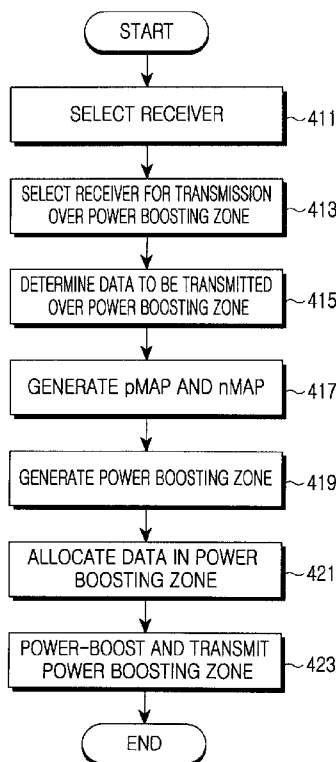 START
SELECT RECEIVER
411
SELECT RECEIVER FOR TRANSMISSION
OVER POWER BOOSTING ZONE
413
DETERMINE DATA TO BE TRANSMITTED
OVER POWER BOOSTING ZONE
415
GENERATE pMAP AND nMAP
417
GENERATE POWER BOOSTING ZONE
419
ALLOCATE DATA IN POWER
BOOSTING ZONE
421
POWER-BOOST AND TRANSMIT
POWER BOOSTING ZONE
423
END